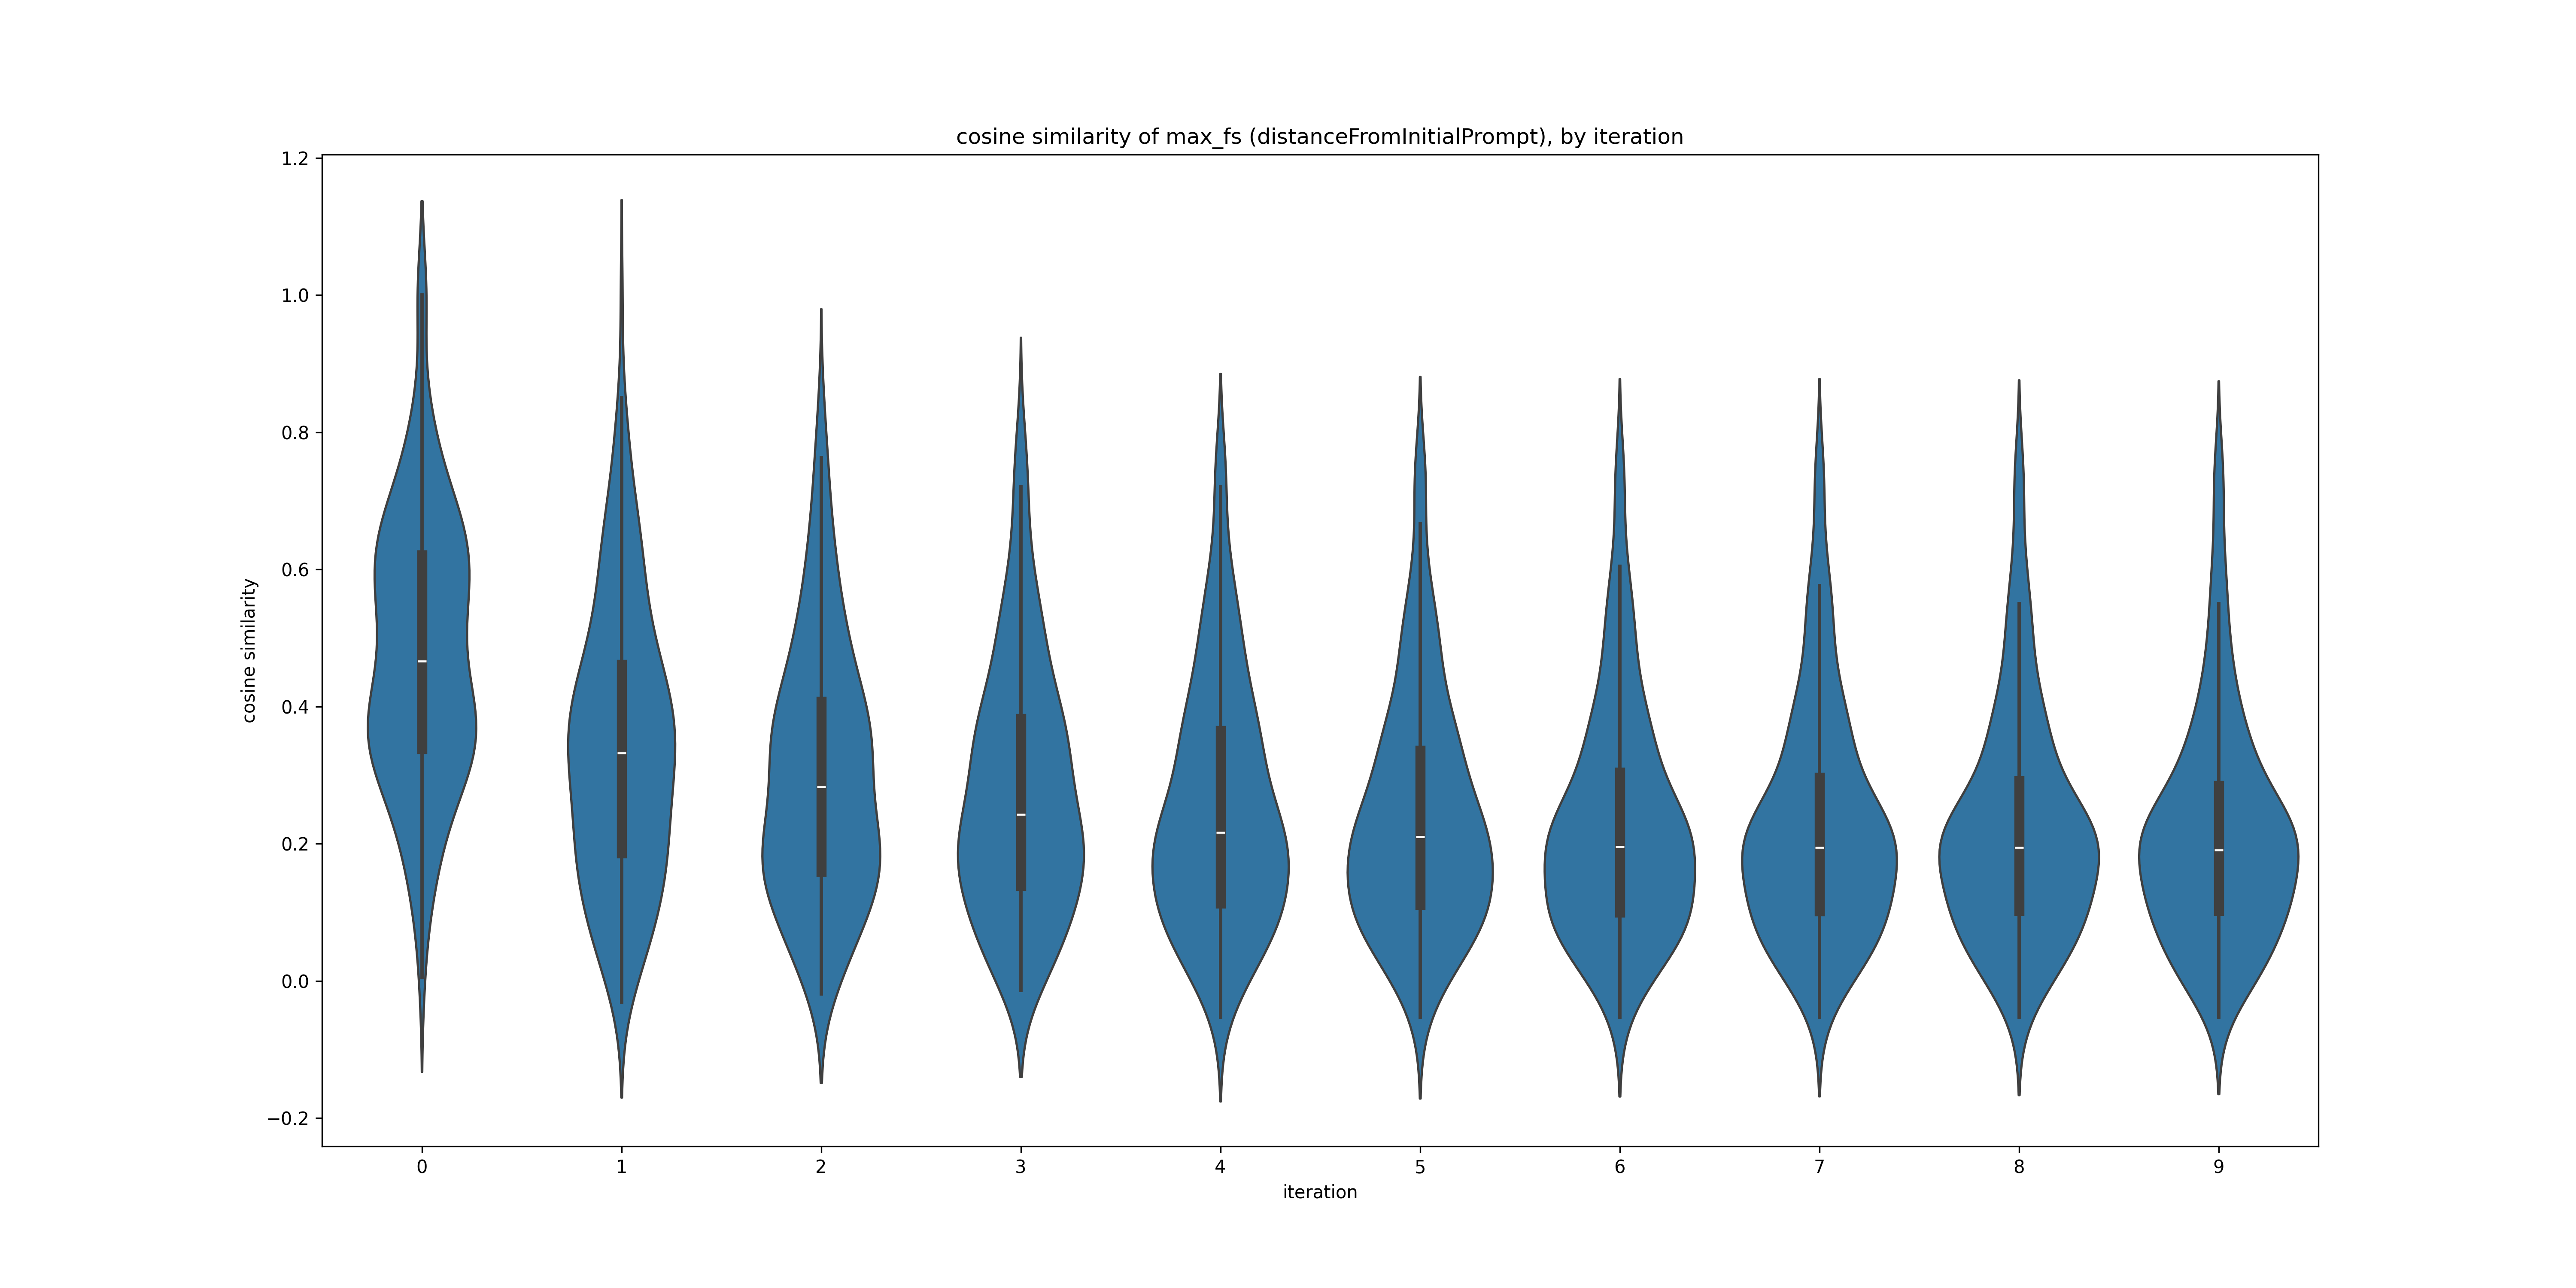 cosine similarity of max_fs (distanceFromInitialPrompt), by iteration
1.2
1.0
0.8
0.6
0.4
0.2
0.0
−0.2
cosine similarity
0 1 2 3 4 5 6 7 8 9
iteration